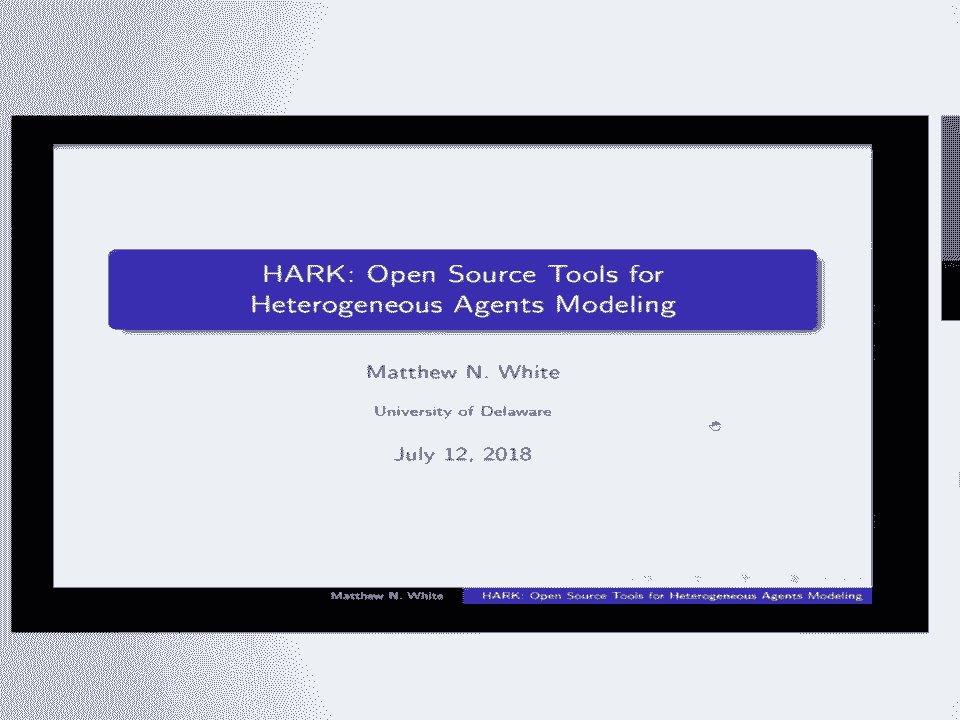 HARK: Open Source Tools for
Heterogeneous Agents Modeling
Matthew N. White
University of Delaware
July 12, 2018
Matthew N. White
HARK: Open Source Tools for Heterogeneous Agents Modeling